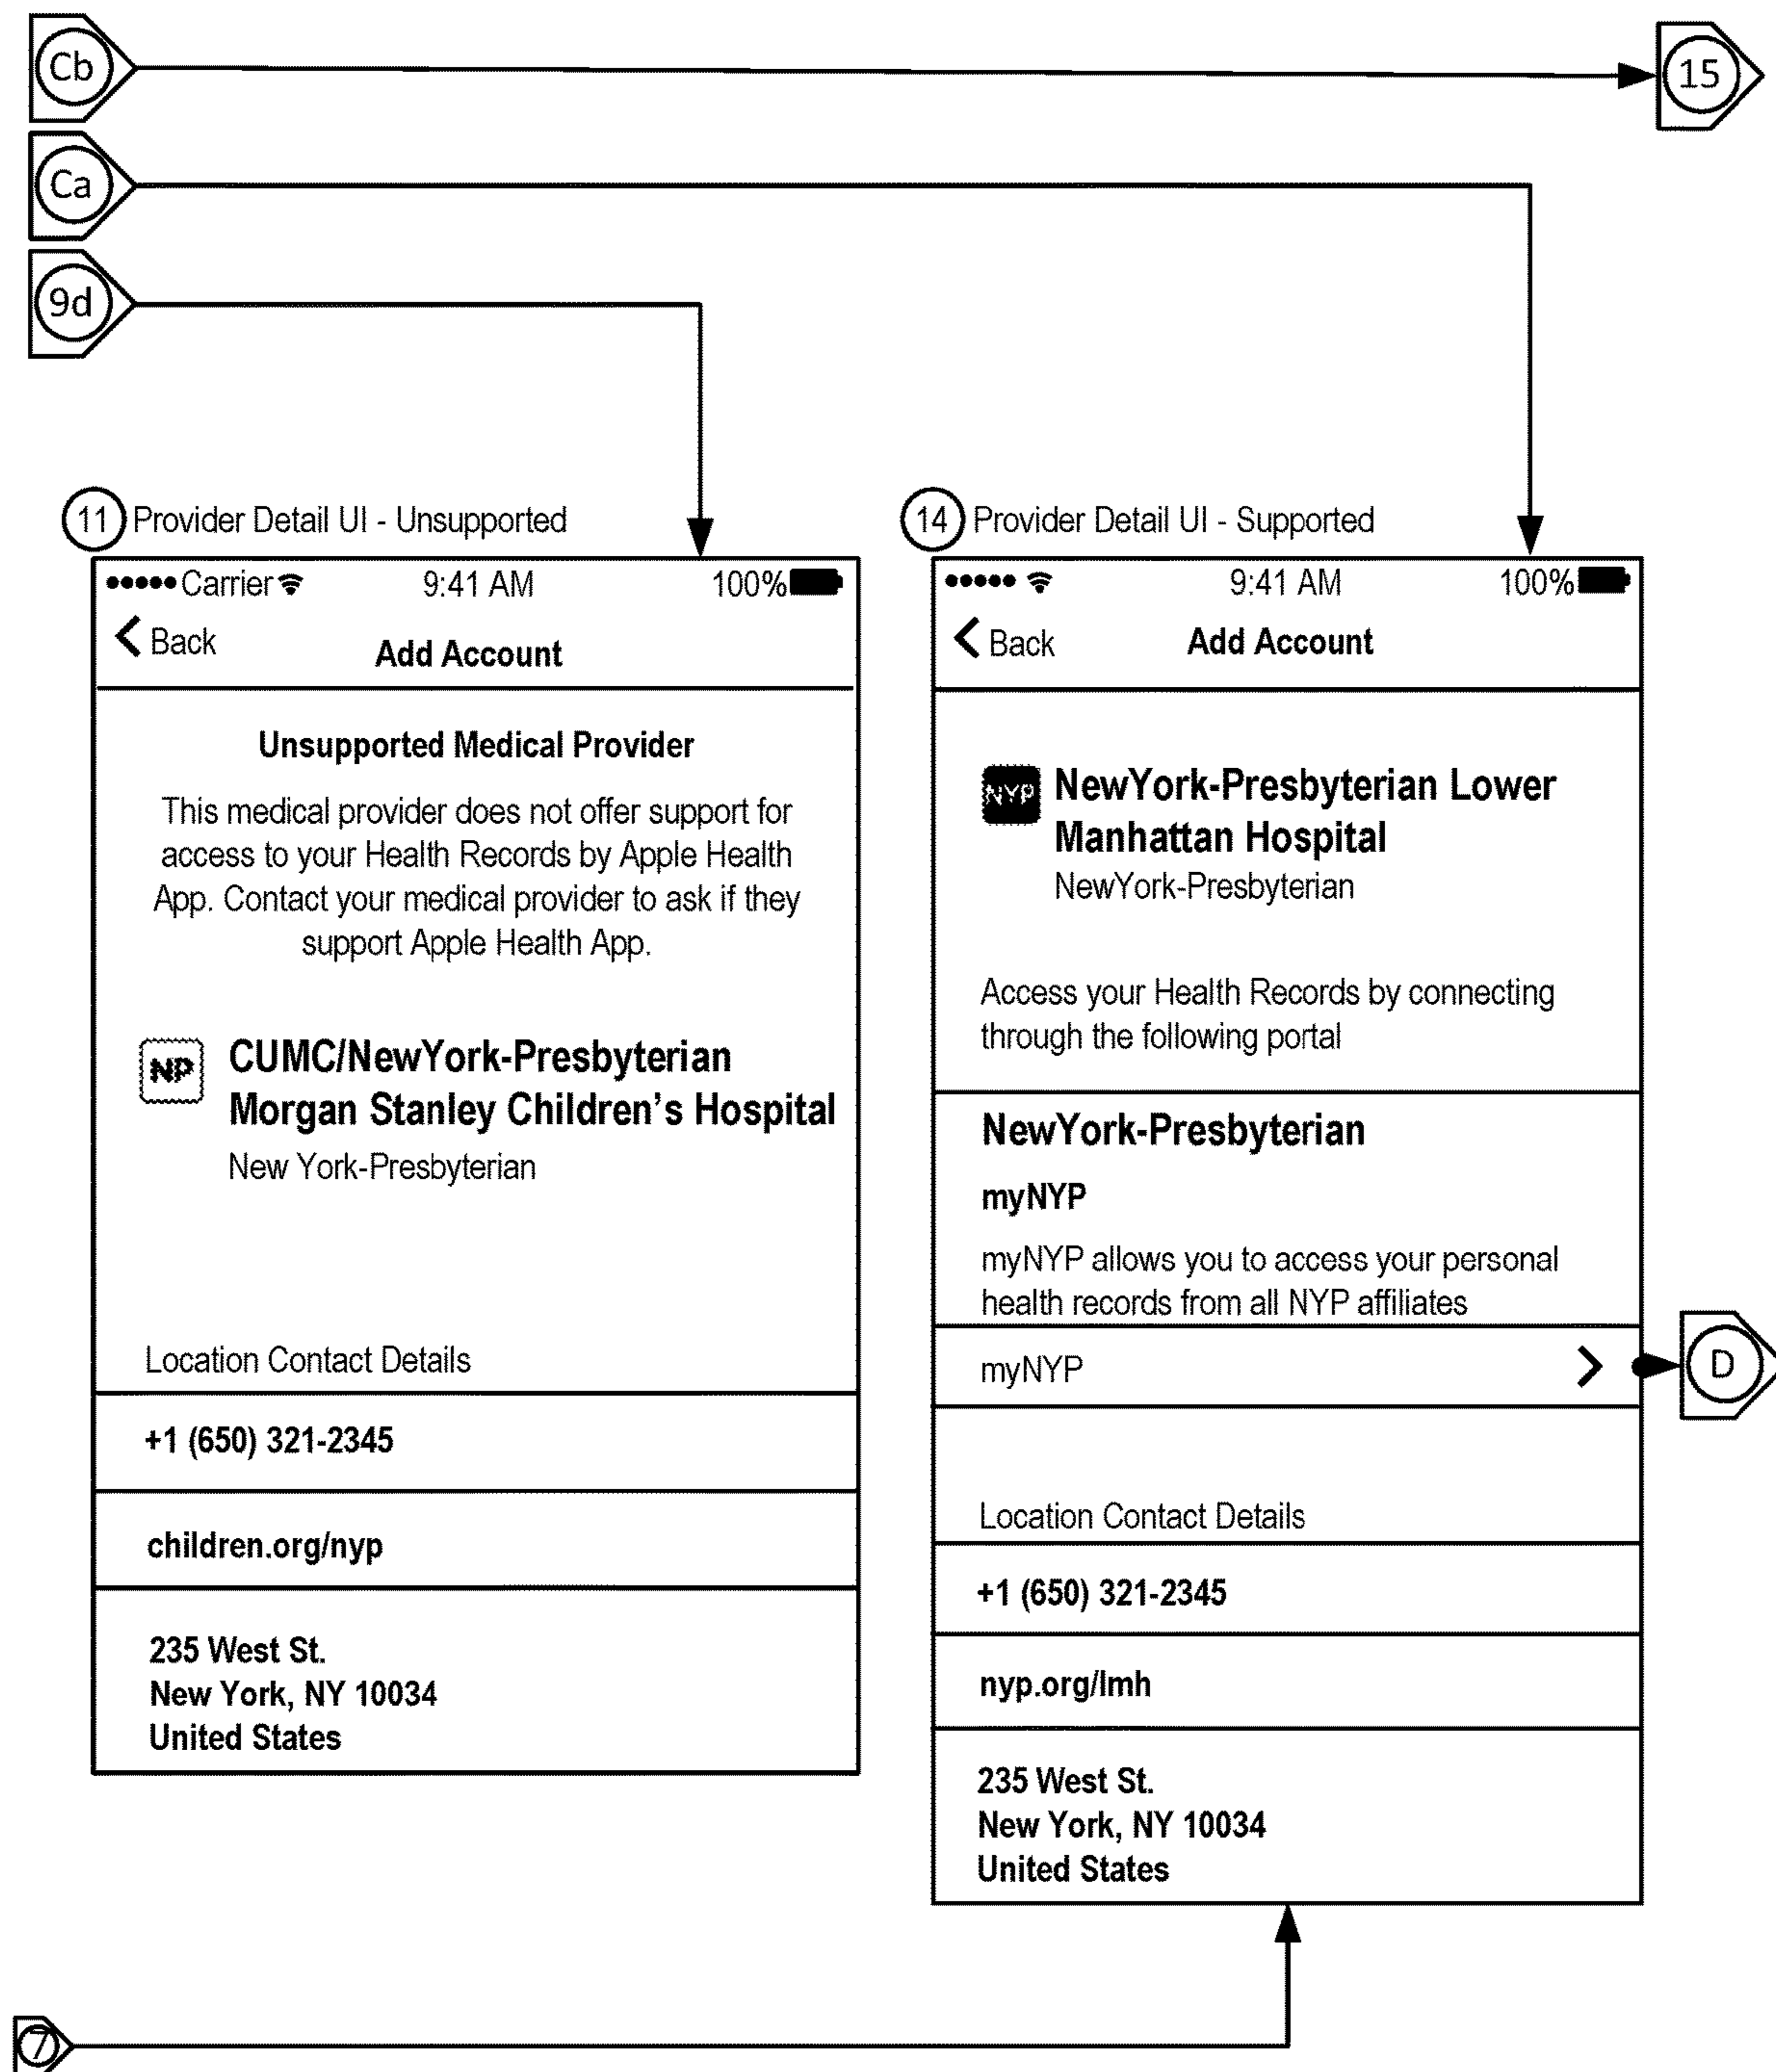 Cb
15
Ca
9d
11 Provider Detail UI - Unsupported
Carrier 9:41 AM 100%
Back
Add Account
Unsupported Medical Provider
This medical provider does not offer support for
access to your Health Records by Apple Health
App. Contact your medical provider to ask if they
support Apple Health App.
NP
CUMC/NewYork-Presbyterian
Morgan Stanley Children's Hospital
New York-Presbyterian
Location Contact Details
+1 (650) 321-2345
children.org/nyp
235 West St.
New York, NY 10034
United States
14 Provider Detail UI - Supported
9:41 AM 100%
Back
Add Account
NYP
NewYork-Presbyterian Lower
Manhattan Hospital
NewYork-Presbyterian
Access your Health Records by connecting
through the following portal
NewYork-Presbyterian
myNYP
myNYP allows you to access your personal
health records from all NYP affiliates
myNYP
D
Location Contact Details
+1 (650) 321-2345
nyp.org/lmh
235 West St.
New York, NY 10034
United States
7